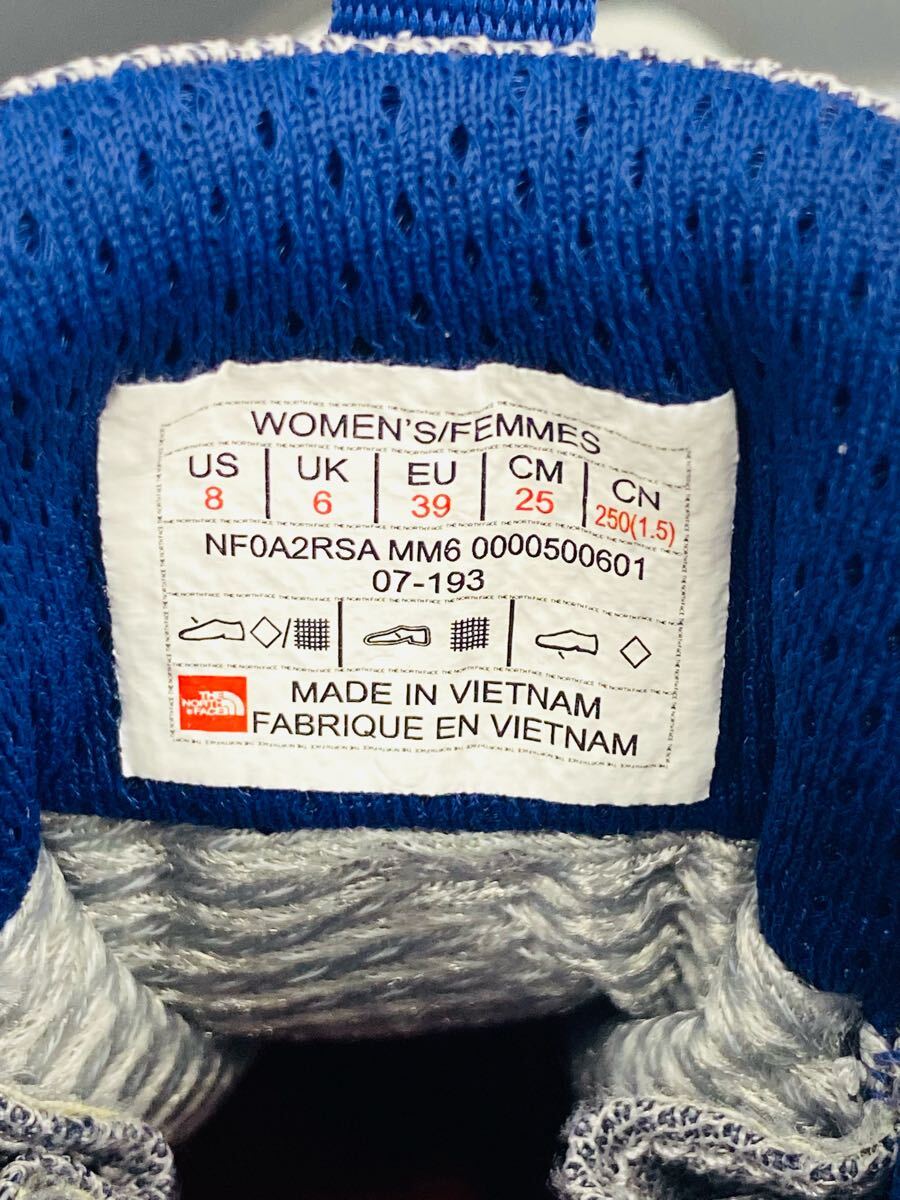 WOMEN'S/FEMMES
US UK EU CM CN
8 6 39 25 250(1.5)
NF0A2RSA MM6 0000500601
07-193
THE NORTH FACE
MADE IN VIETNAM
FABRIQUE EN VIETNAM